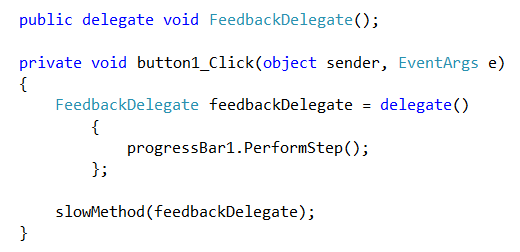 public delegate void FeedbackDelegate();

private void button1_Click(object sender, EventArgs e)
{
    FeedbackDelegate feedbackDelegate = delegate()
        {
            progressBar1.PerformStep();
        };

    slowMethod(feedbackDelegate);
}